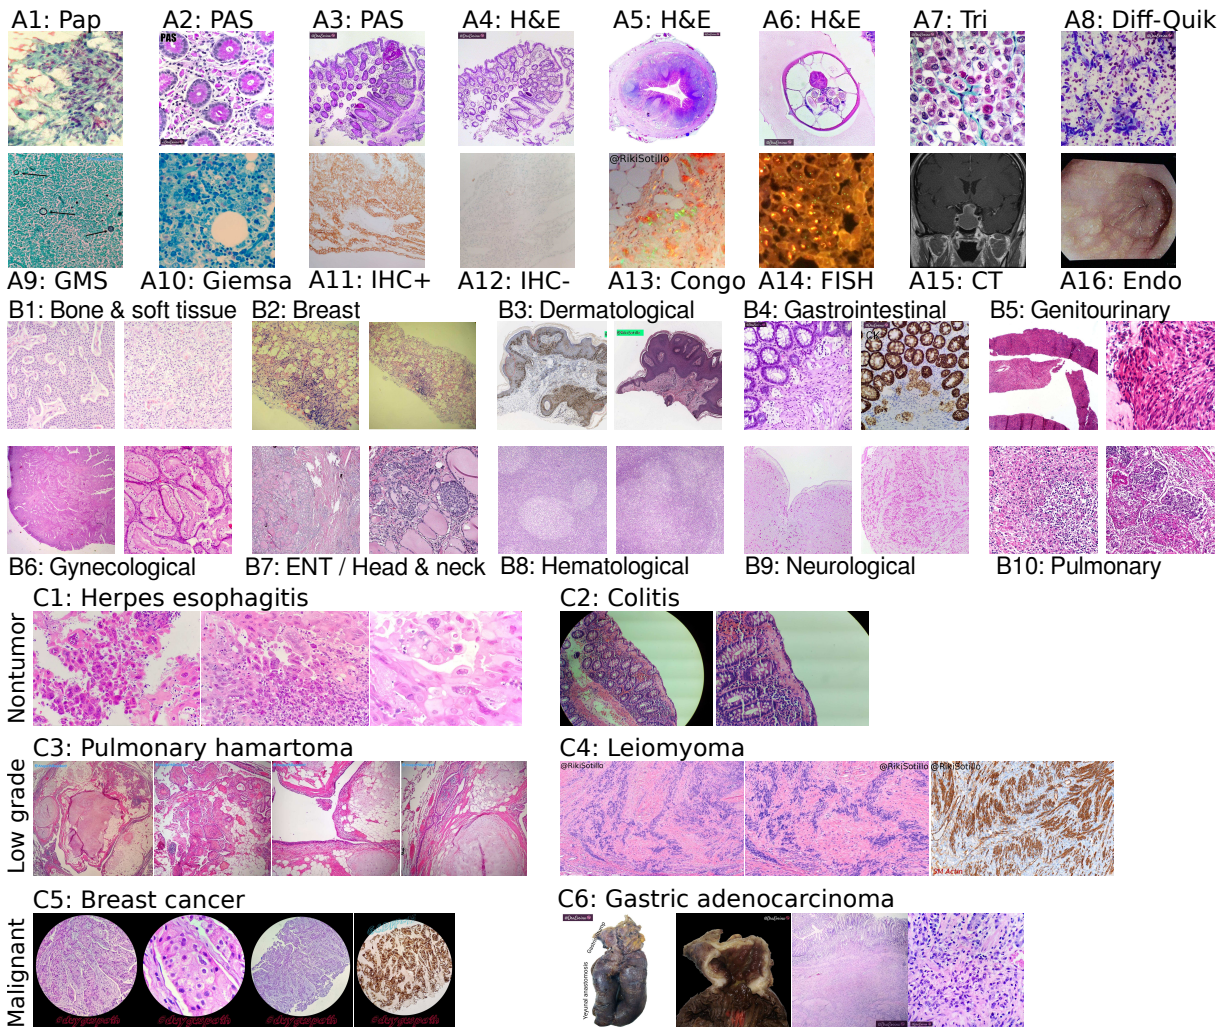 A1: Pap
A2: PAS
A3: PAS
A4: H&E
A5: H&E
A6: H&E
A7: Tri
A8: Diff-Quik
PAS
@RikiSotillo
A9: GMS
A10: Giemsa
A11: IHC+
A12: IHC-
A13: Congo
A14: FISH
A15: CT
A16: Endo
B1: Bone & soft tissue
B2: Breast
B3: Dermatological
B4: Gastrointestinal
B5: Genitourinary
B6: Gynecological
B7: ENT / Head & neck
B8: Hematological
B9: Neurological
B10: Pulmonary
Nontumor
C1: Herpes esophagitis
C2: Colitis
Low grade
C3: Pulmonary hamartoma
C4: Leiomyoma
@RikiSotillo
@RikiSotillo
@RikiSotillo
SM Actin
Malignant
C5: Breast cancer
C6: Gastric adenocarcinoma